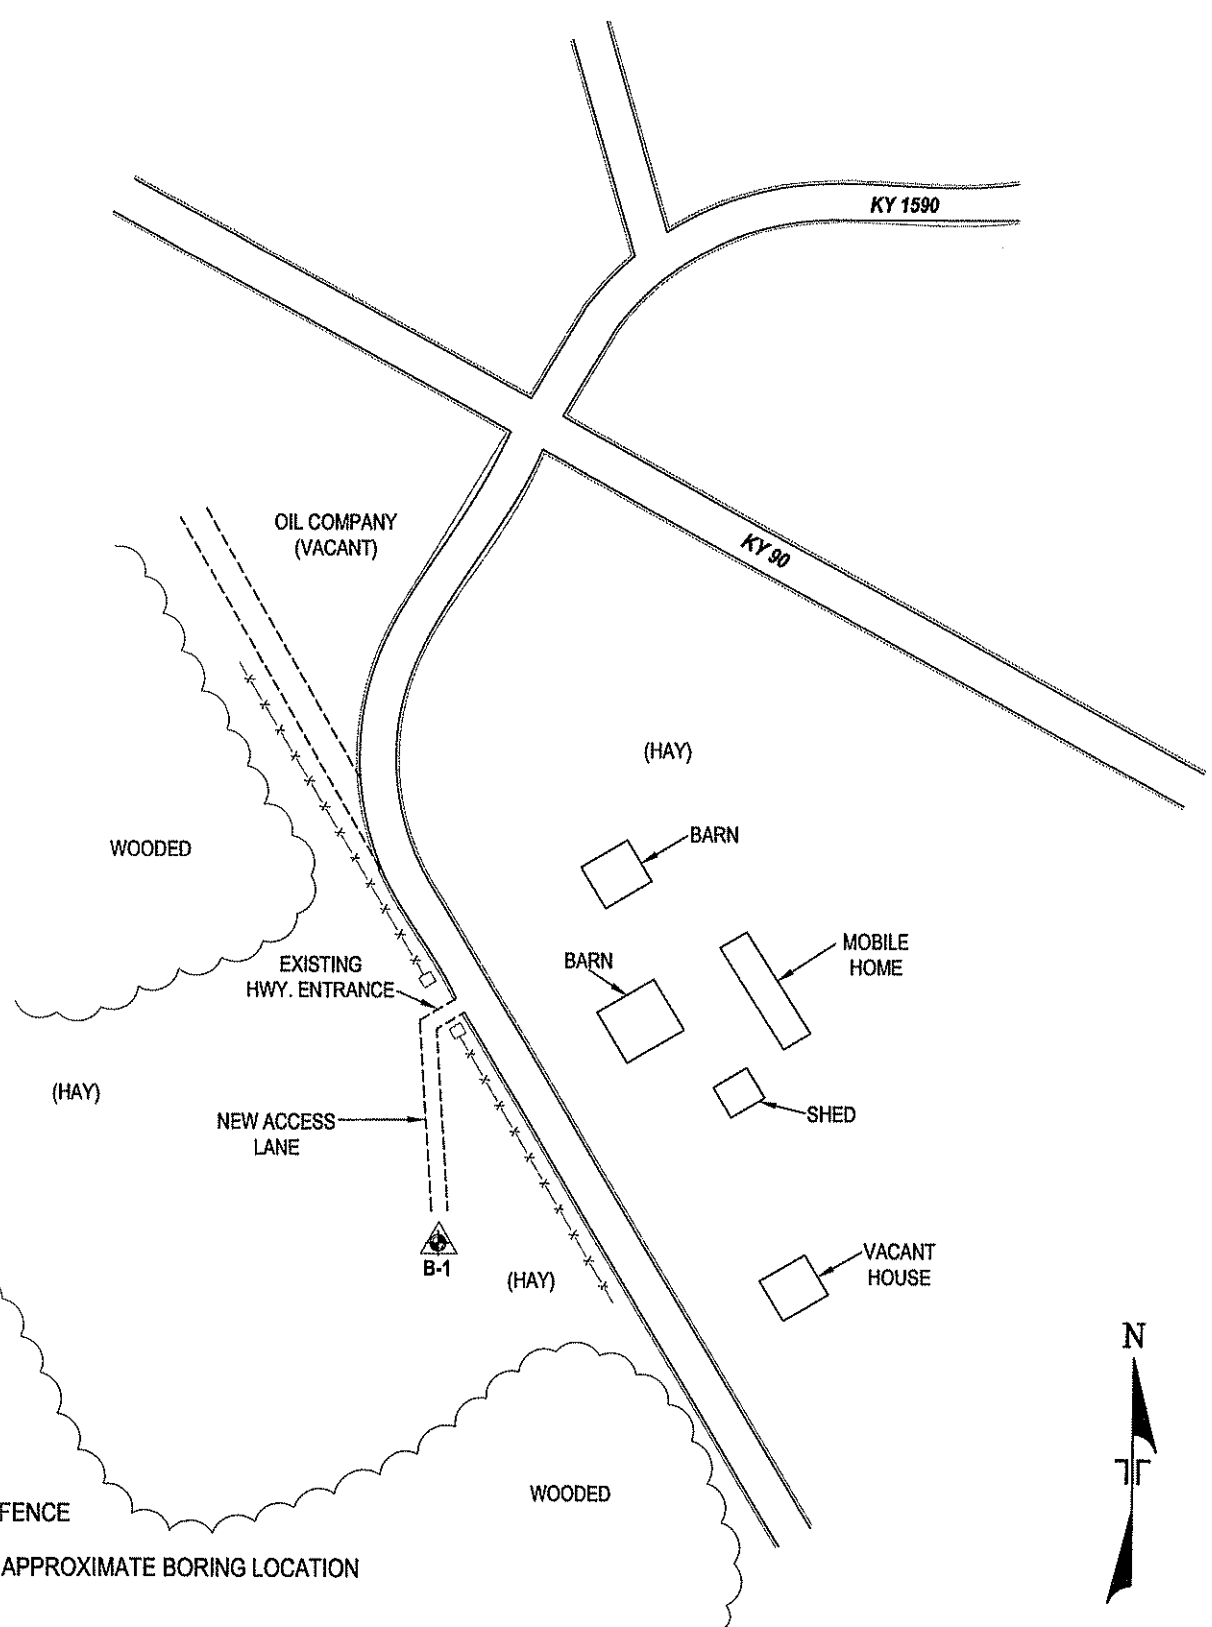 KY 1590
OIL COMPANY
(VACANT)
KY 90
(HAY)
BARN
WOODED
MOBILE
HOME
BARN
EXISTING
HWY. ENTRANCE
(HAY)
NEW ACCESS
LANE
SHED
B-1
(HAY)
VACANT
HOUSE
N
WOODED
FENCE
APPROXIMATE BORING LOCATION